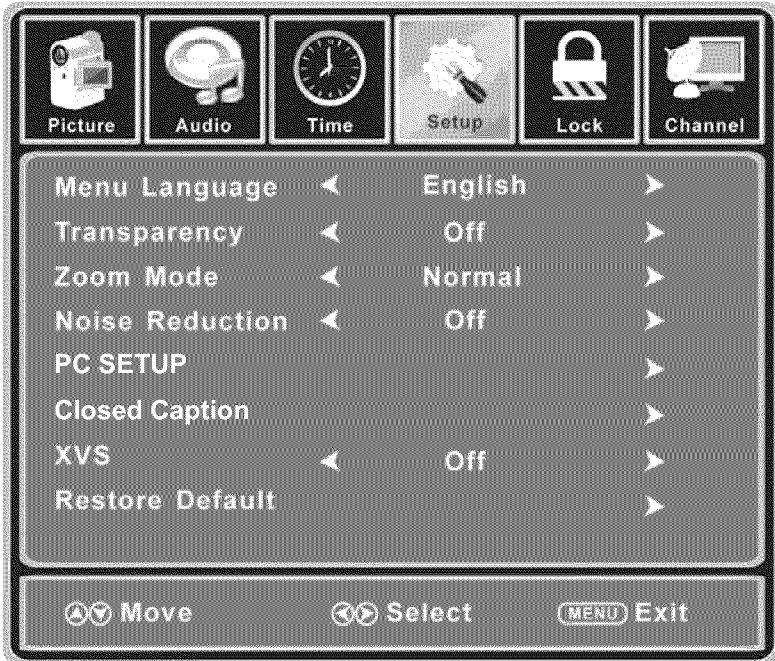 Picture Audio Time Setup Lock Channel
Menu Language English
Transparency Off
Zoom Mode Normal
Noise Reduction Off
PC SETUP
Closed Caption
XVS Off
Restore Default
Move Select MENU Exit